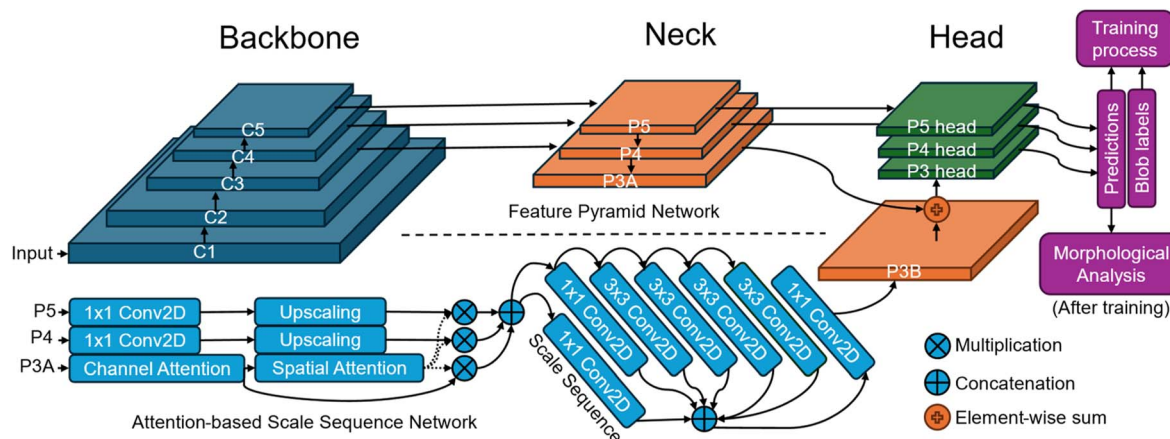 Backbone
Neck
Head
Training
process
C5
C4
C3
C2
C1
Input
P5
P4
P3A
Feature Pyramid Network
P5 head
P4 head
P3 head
Predictions
Blob labels
P3B
Morphological
Analysis
(After training)
P5
1x1 Conv2D
Upscaling
P4
1x1 Conv2D
Upscaling
P3A
Channel Attention
Spatial Attention
Attention-based Scale Sequence Network
1x1 Conv2D
3x3 Conv2D
3x3 Conv2D
3x3 Conv2D
3x3 Conv2D
1x1 Conv2D
1x1 Conv2D
Scale Sequence
Multiplication
Concatenation
Element-wise sum